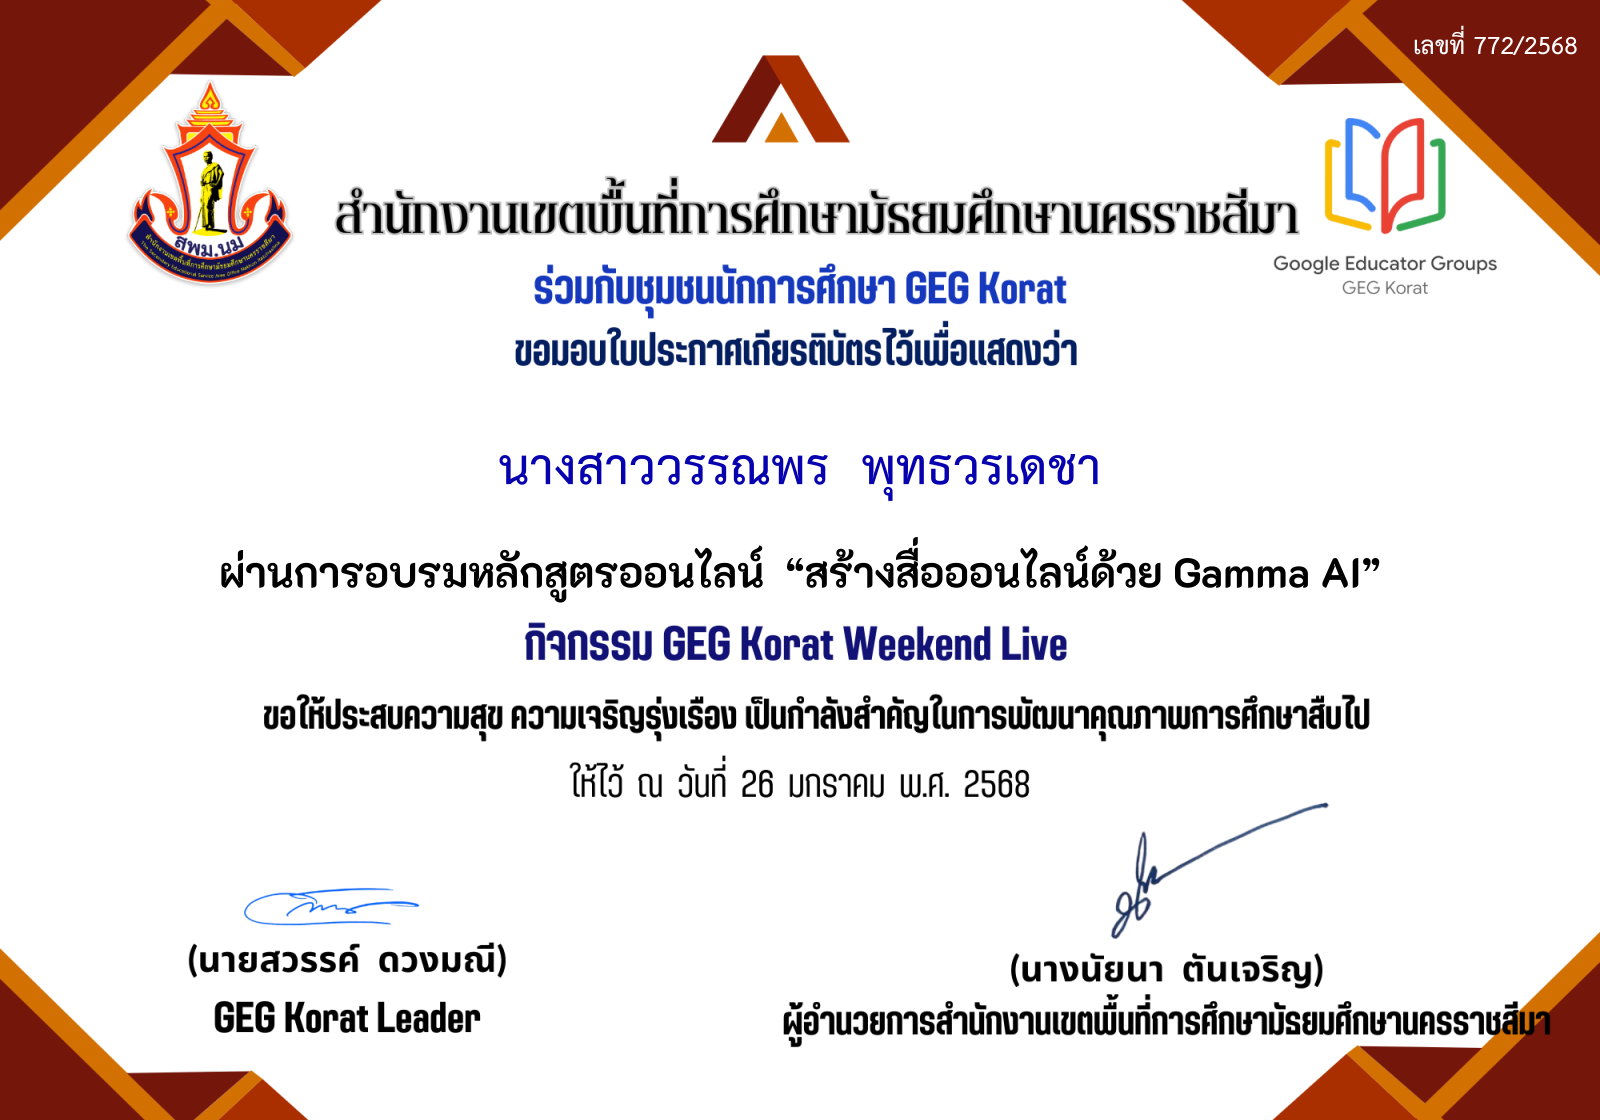 เลขที่ 772/2568
สพม.นม
สำนักงานเขตพื้นที่การศึกษามัธยมศึกษานครราชสีมา
Google Educator Groups
GEG Korat
ร่วมกับชุมชนนักการศึกษา GEG Korat
ขอมอบใบประกาศเกียรติบัตรไว้เพื่อแสดงว่า
นางสาววรรณพร พุทธวรเดชา
ผ่านการอบรมหลักสูตรออนไลน์ “สร้างสื่อออนไลน์ด้วย Gamma AI”
กิจกรรม GEG Korat Weekend Live
ขอให้ประสบความสุข ความเจริญรุ่งเรือง เป็นกำลังสำคัญในการพัฒนาคุณภาพการศึกษาสืบไป
ให้ไว้ ณ วันที่ 26 มกราคม พ.ศ. 2568
(นายสวรรค์ ดวงมณี)
GEG Korat Leader
(นางนัยนา ตันเจริญ)
ผู้อำนวยการสำนักงานเขตพื้นที่การศึกษามัธยมศึกษานครราชสีมา